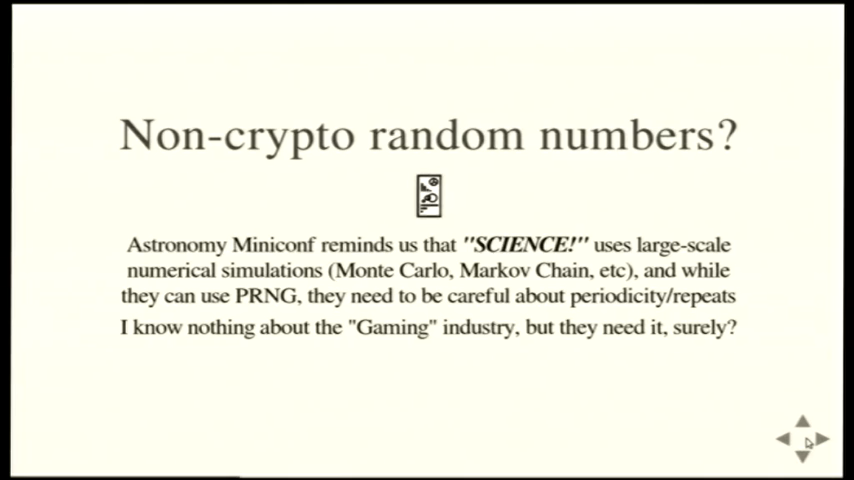 Non-crypto random numbers?
Astronomy Miniconf reminds us that "SCIENCE!" uses large-scale
numerical simulations (Monte Carlo, Markov Chain, etc), and while
they can use PRNG, they need to be careful about periodicity/repeats
I know nothing about the "Gaming" industry, but they need it, surely?